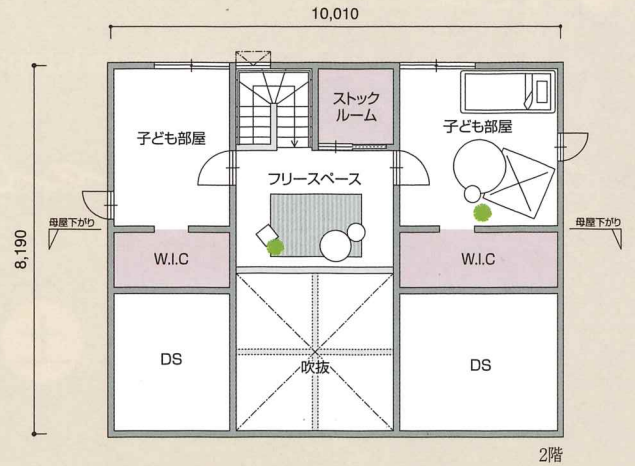 10,010
8,190
子ども部屋
ストック
ルーム
子ども部屋
フリースペース
母屋下がり
母屋下がり
W.I.C
W.I.C
DS
吹抜
DS
2階